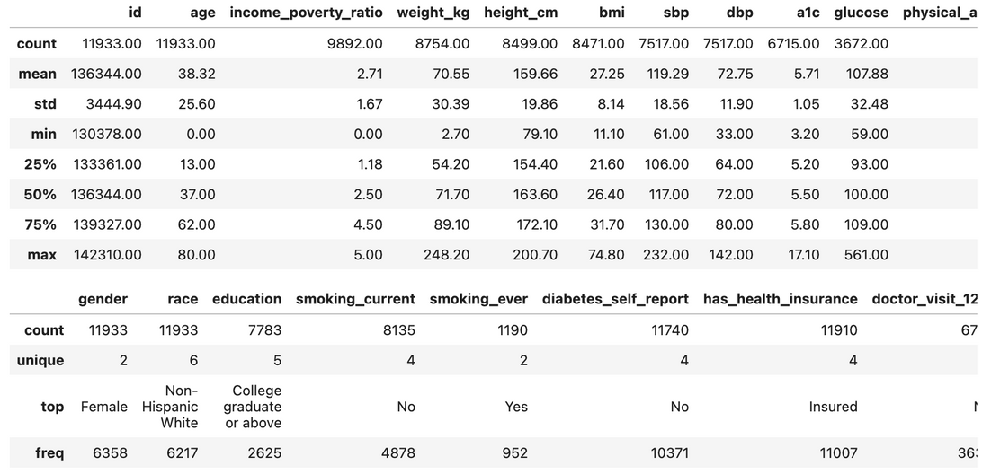 id age income_poverty_ratio weight_kg height_cm bmi sbp dbp a1c glucose physical_a
count 11933.00 11933.00 9892.00 8754.00 8499.00 8471.00 7517.00 7517.00 6715.00 3672.00
mean 136344.00 38.32 2.71 70.55 159.66 27.25 119.29 72.75 5.71 107.88
std 3444.90 25.60 1.67 30.39 19.86 8.14 18.56 11.90 1.05 32.48
min 130378.00 0.00 0.00 2.70 79.10 11.10 61.00 33.00 3.20 59.00
25% 133361.00 13.00 1.18 54.20 154.40 21.60 106.00 64.00 5.20 93.00
50% 136344.00 37.00 2.50 71.70 163.60 26.40 117.00 72.00 5.50 100.00
75% 139327.00 62.00 4.50 89.10 172.10 31.70 130.00 80.00 5.80 109.00
max 142310.00 80.00 5.00 248.20 200.70 74.80 232.00 142.00 17.10 561.00
gender race education smoking_current smoking_ever diabetes_self_report has_health_insurance doctor_visit_12
count 11933 11933 7783 8135 1190 11740 11910 67
unique 2 6 5 4 2 4 4
top Female Non-Hispanic White College graduate or above No Yes No Insured
freq 6358 6217 2625 4878 952 10371 11007 36